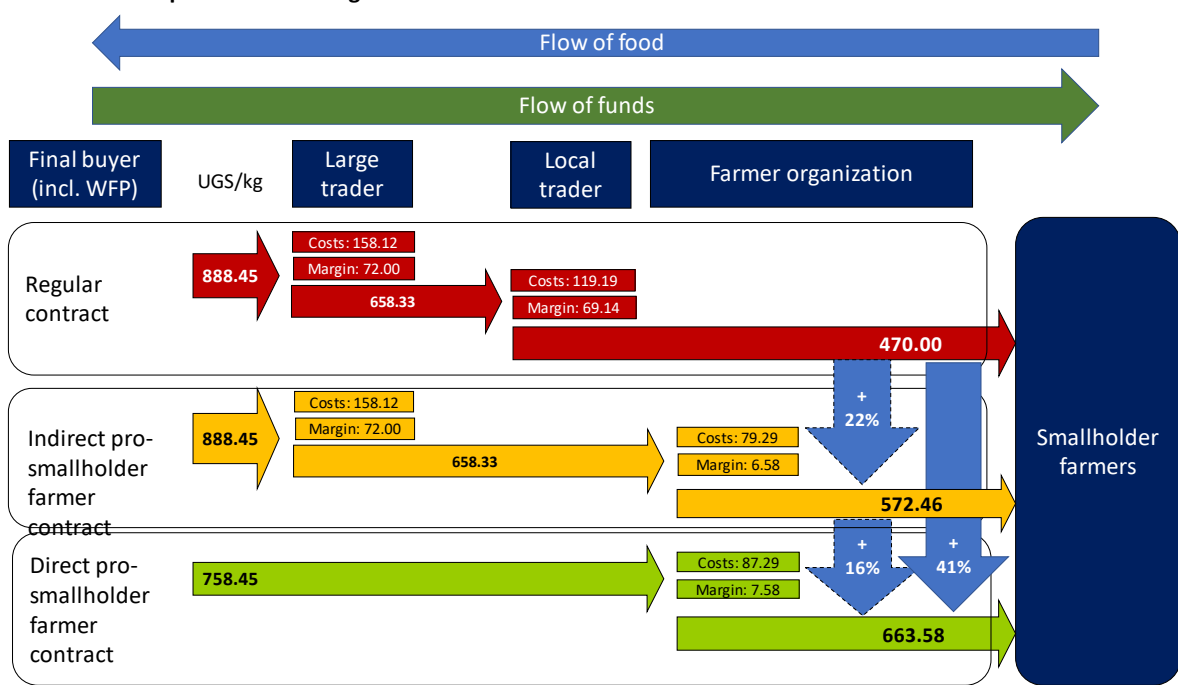 Flow of food
Flow of funds
Final buyer
(incl. WFP)
UGS/kg
Large
trader
Local
trader
Farmer organization
Regular
contract
888.45
Costs: 158.12
Margin: 72.00
658.33
Costs: 119.19
Margin: 69.14
470.00
+
22%
Indirect pro-
smallholder
farmer
contract
888.45
Costs: 158.12
Margin: 72.00
658.33
Costs: 79.29
Margin: 6.58
572.46
+
16%
+
41%
Direct pro-
smallholder
farmer
contract
758.45
Costs: 87.29
Margin: 7.58
663.58
Smallholder
farmers